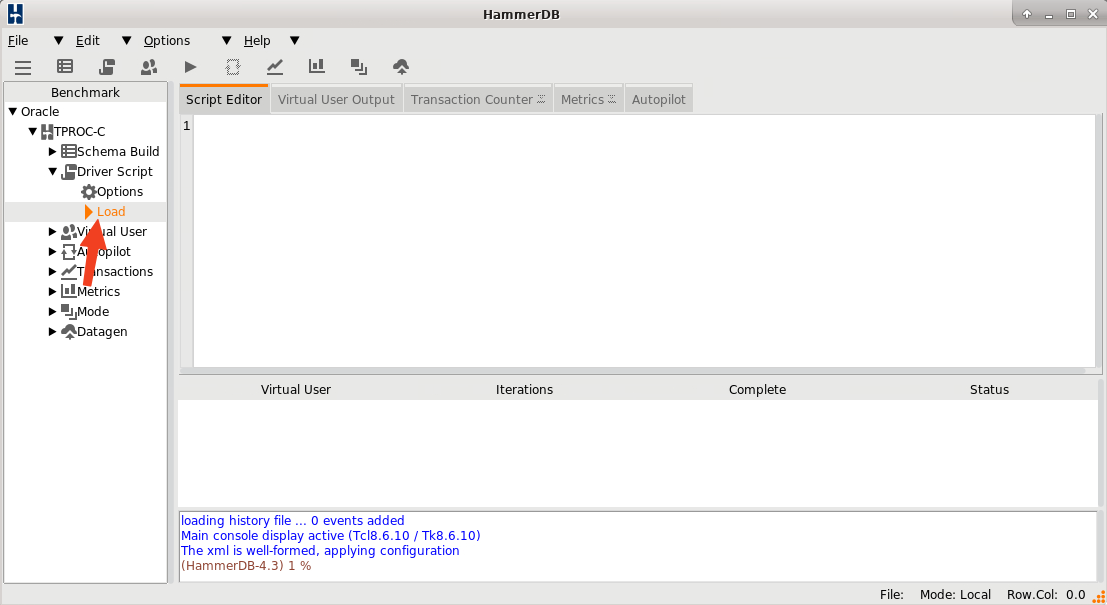 HammerDB
File Edit Options Help
Benchmark
Script Editor Virtual User Output Transaction Counter Metrics Autopilot
Oracle
TPROC-C
Schema Build
Driver Script
Options
Load
Virtual User
Autopilot
Transactions
Metrics
Mode
Datagen
1
Virtual User Iterations Complete Status
loading history file ... 0 events added
Main console display active (Tcl8.6.10 / Tk8.6.10)
The xml is well-formed, applying configuration
(HammerDB-4.3) 1 %
File: Mode: Local Row.Col: 0.0